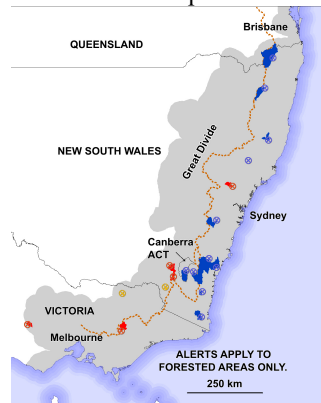 Brisbane
QUEENSLAND
Great Divide
NEW SOUTH WALES
Sydney
Canberra
ACT
VICTORIA
Melbourne
ALERTS APPLY TO
FORESTED AREAS ONLY.
250 km